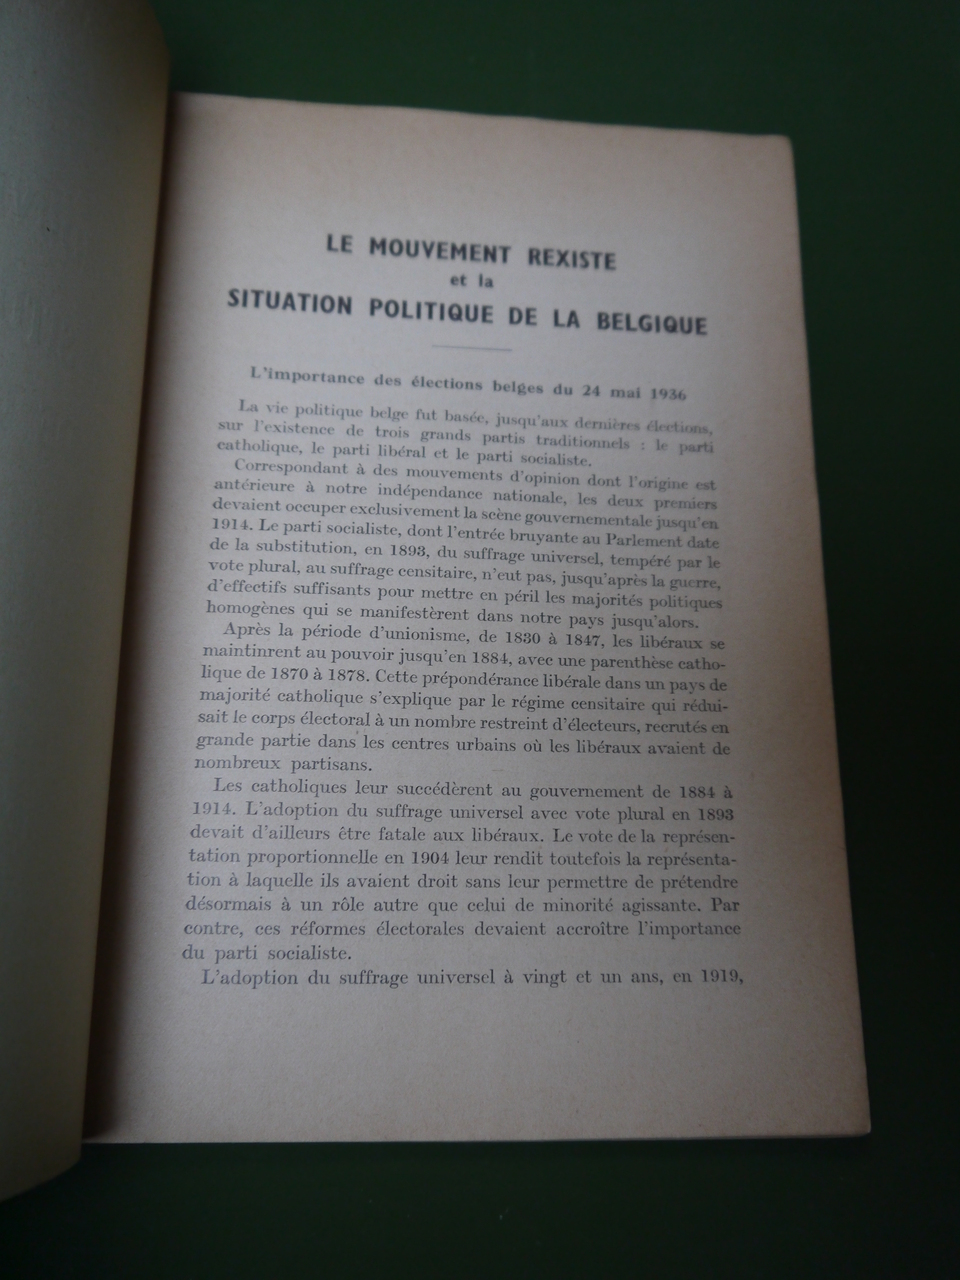 LE MOUVEMENT REXISTE
et la
SITUATION POLITIQUE DE LA BELGIQUE
L'importance des élections belges du 24 mai 1936
La vie politique belge fut basée, jusqu'aux dernières élections,
sur l'existence de trois grands partis traditionnels : le parti
catholique, le parti libéral et le parti socialiste.
Correspondant à des mouvements d'opinion dont l'origine est
antérieure à notre indépendance nationale, les deux premiers
devaient occuper exclusivement la scène gouvernementale jusqu'en
1914. Le parti socialiste, dont l'entrée bruyante au Parlement date
de la substitution, en 1893, du suffrage universel, tempéré par le
vote plural, au suffrage censitaire, n'eut pas, jusqu'après la guerre,
d'effectifs suffisants pour mettre en péril les majorités politiques
homogènes qui se manifestèrent dans notre pays jusqu'alors.
Après la période d'unionisme, de 1830 à 1847, les libéraux se
maintinrent au pouvoir jusqu'en 1884, avec une parenthèse catho-
lique de 1870 à 1878. Cette prépondérance libérale dans un pays de
majorité catholique s'explique par le régime censitaire qui rédui-
sait le corps électoral à un nombre restreint d'électeurs, recrutés en
grande partie dans les centres urbains où les libéraux avaient de
nombreux partisans.
Les catholiques leur succédèrent au gouvernement de 1884 à
1914. L'adoption du suffrage universel avec vote plural en 1893
devait d'ailleurs être fatale aux libéraux. Le vote de la représen-
tation proportionnelle en 1904 leur rendit toutefois la représenta-
tion à laquelle ils avaient droit sans leur permettre de prétendre
désormais à un rôle autre que celui de minorité agissante. Par
contre, ces réformes électorales devaient accroître l'importance
du parti socialiste.
L'adoption du suffrage universel à vingt et un ans, en 1919,